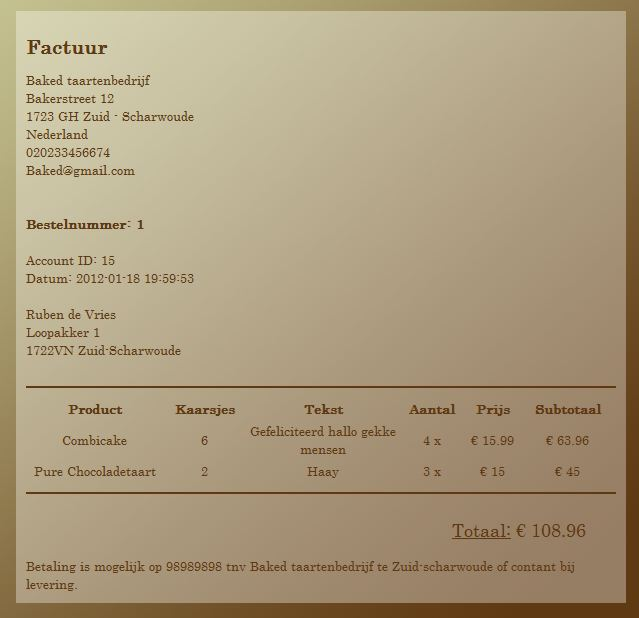 Factuur
Baked taartenbedrijf
Bakerstreet 12
1723 GH Zuid - Scharwoude
Nederland
020233456674
Baked@gmail.com
Bestelnummer: 1
Account ID: 15
Datum: 2012-01-18 19:59:53
Ruben de Vries
Loopakker 1
1722VN Zuid-Scharwoude
Product Kaarsjes Tekst Aantal Prijs Subtotaal
Combicake 6 Gefeliciteerd hallo gekke mensen 4 x € 15.99 € 63.96
Pure Chocoladetaart 2 Haay 3 x € 15 € 45
Totaal: € 108.96
Betaling is mogelijk op 98989898 tnv Baked taartenbedrijf te Zuid-scharwoude of contant bij
levering.